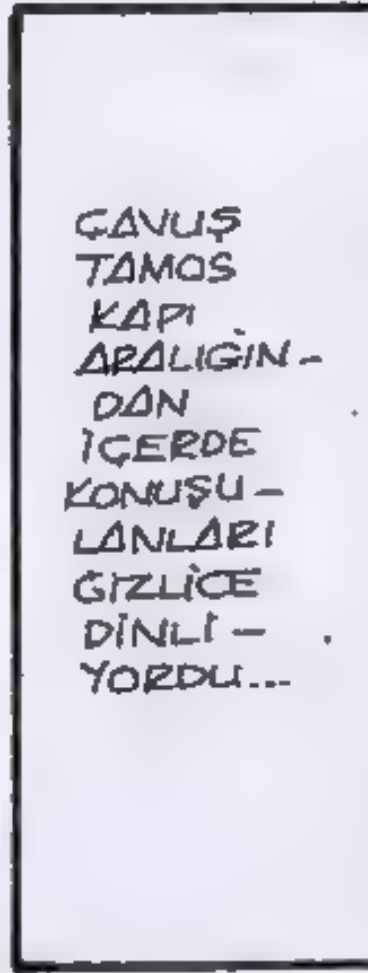 ÇAVUŞ
TAMOS
KAPI
ARALIĞIN-
DAN
İÇERDE
KONUŞU-
LANLARI
GİZLİCE
DİNLİ-
YORDU...